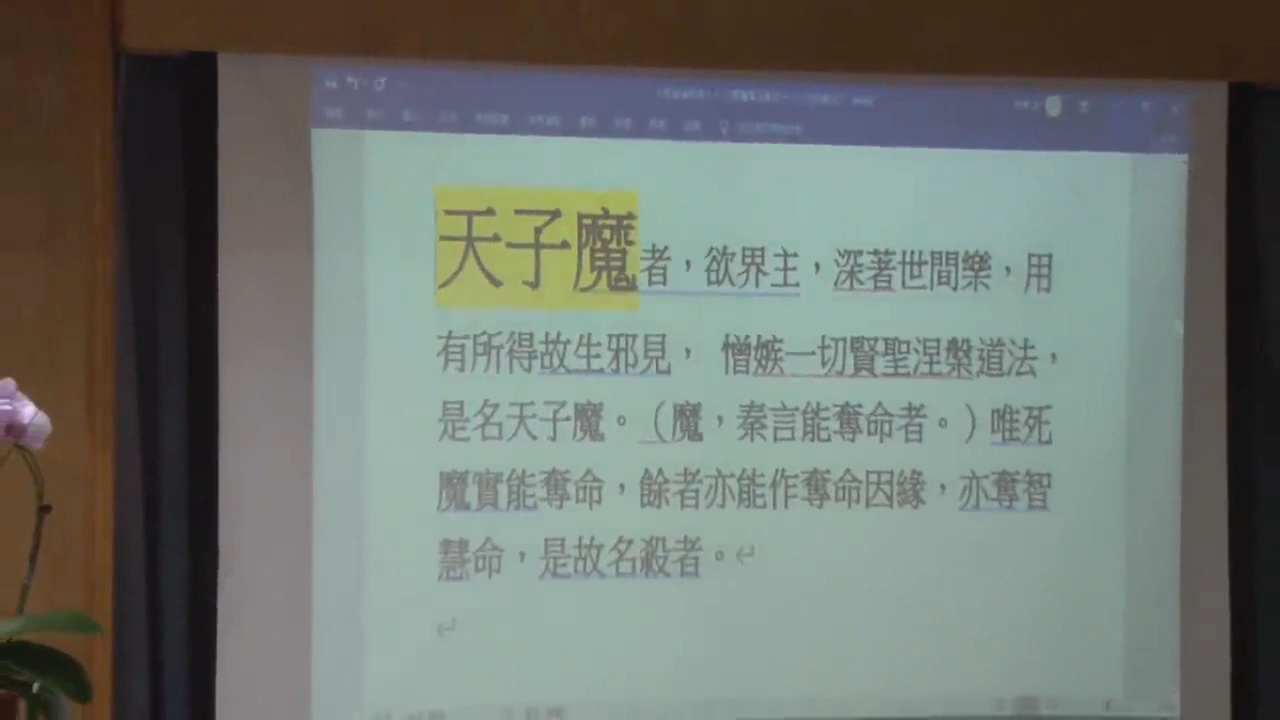 天子魔者，欲界主，深著世間樂，用
有所得故生邪見， 憎嫉一切賢聖涅槃道法，
是名天子魔。（魔，秦言能奪命者。）唯死
魔實能奪命，餘者亦能作奪命因緣，亦奪智
慧命，是故名殺者。